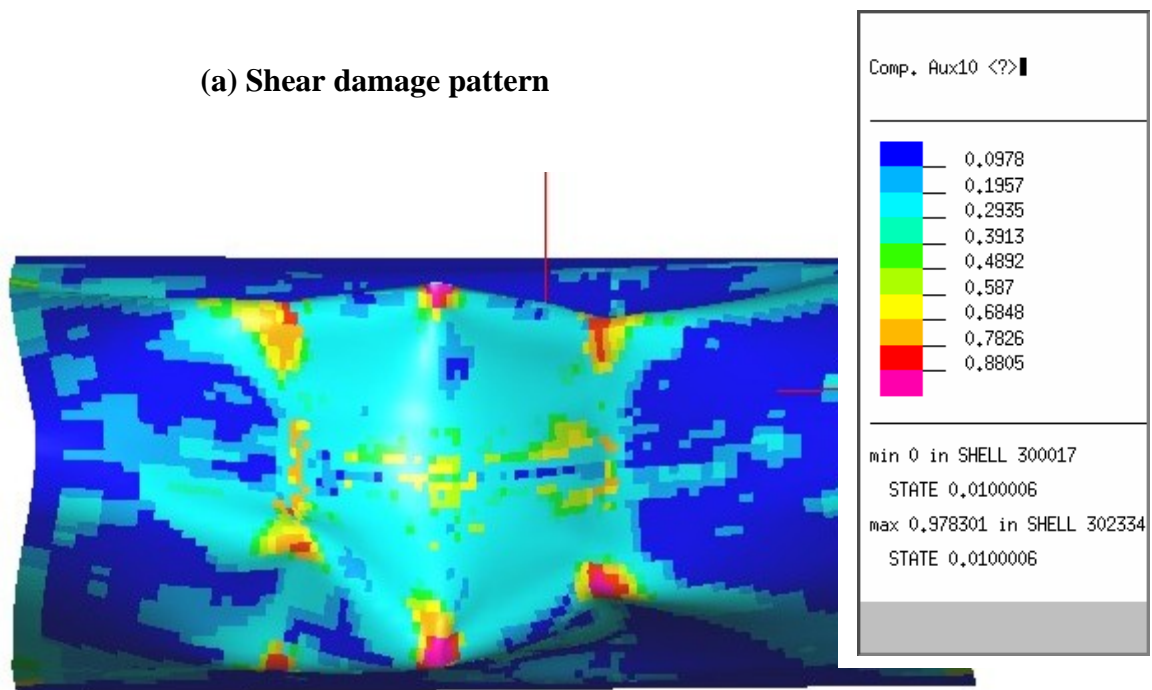 (a) Shear damage pattern
Comp. Aux10 <?>
0.0978
0.1957
0.2935
0.3913
0.4892
0.587
0.6848
0.7826
0.8805
min 0 in SHELL 300017
STATE 0.0100006
max 0.978301 in SHELL 302334
STATE 0.0100006